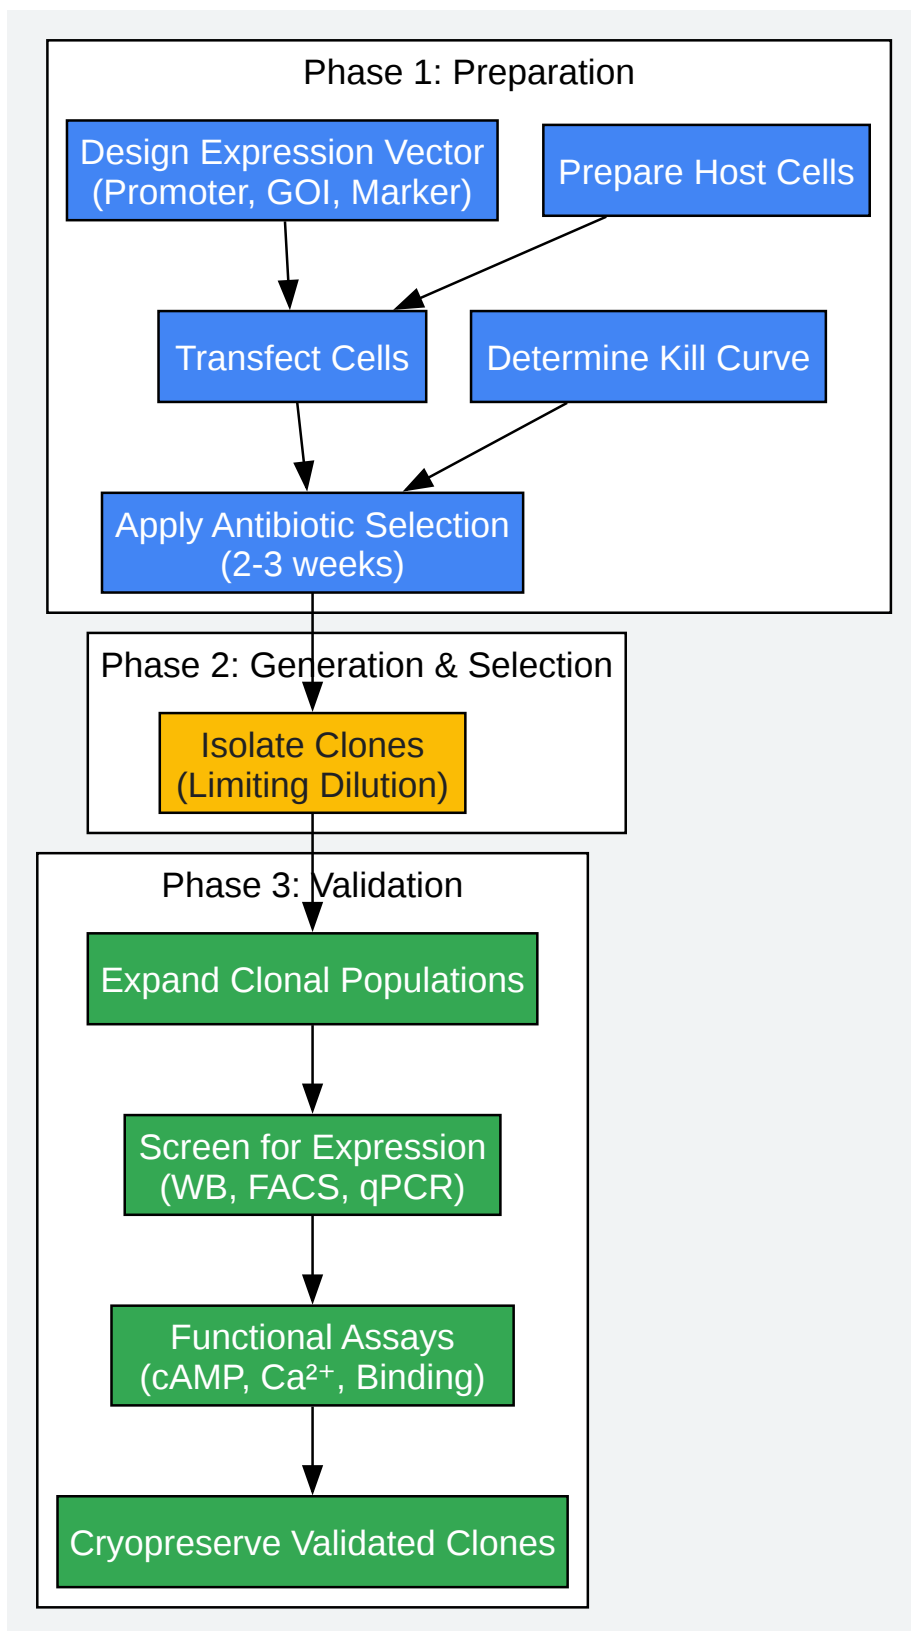 Phase 1: Preparation
Design Expression Vector
(Promoter, GOI, Marker)
Prepare Host Cells
Transfect Cells
Determine Kill Curve
Apply Antibiotic Selection
(2-3 weeks)
Phase 2: Generation & Selection
Isolate Clones
(Limiting Dilution)
Phase 3: Validation
Expand Clonal Populations
Screen for Expression
(WB, FACS, qPCR)
Functional Assays
(cAMP, Ca²⁺, Binding)
Cryopreserve Validated Clones